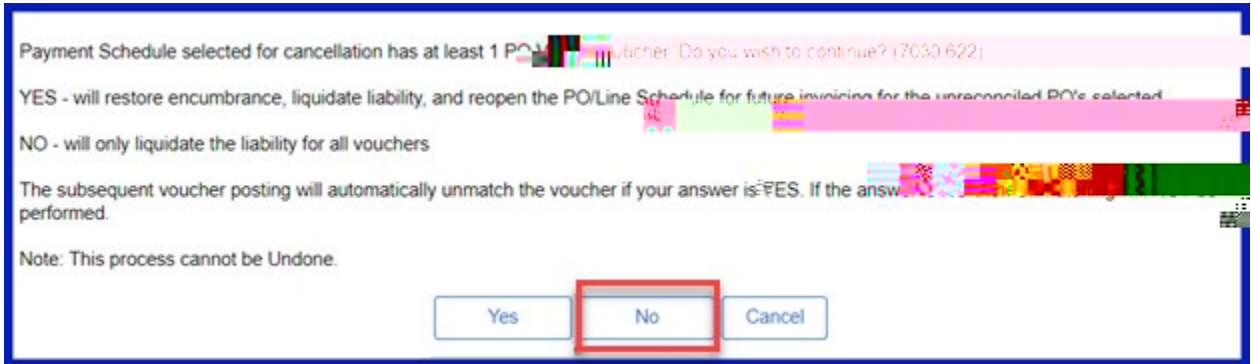 Payment Schedule selected for cancellation has at least 1 Do you wish to continue? (7030,622)
YES - will restore encumbrance, liquidate liability, and reopen the PO/Line Schedule for future invoicing for the unreconciled PO's selected
NO - will only liquidate the liability for all vouchers
The subsequent voucher posting will automatically unmatch the voucher if your answer is YES. If the
performed.
Note: This process cannot be Undone.
Yes No Cancel